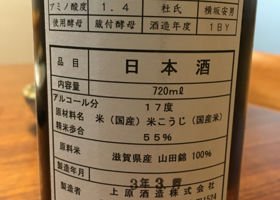 アミノ酸度 1.4 杜氏 横坂安男
使用酵母 蔵付酵母 酒造年度 1BY
品目 日本酒
内容量 720mℓ
アルコール分 17度
原材料名 米(国産)米こうじ(国産米)
精米歩合 55%
原料米 滋賀県産 山田錦 100%
製造年月 3年3月
製造者 上原酒造株式会社